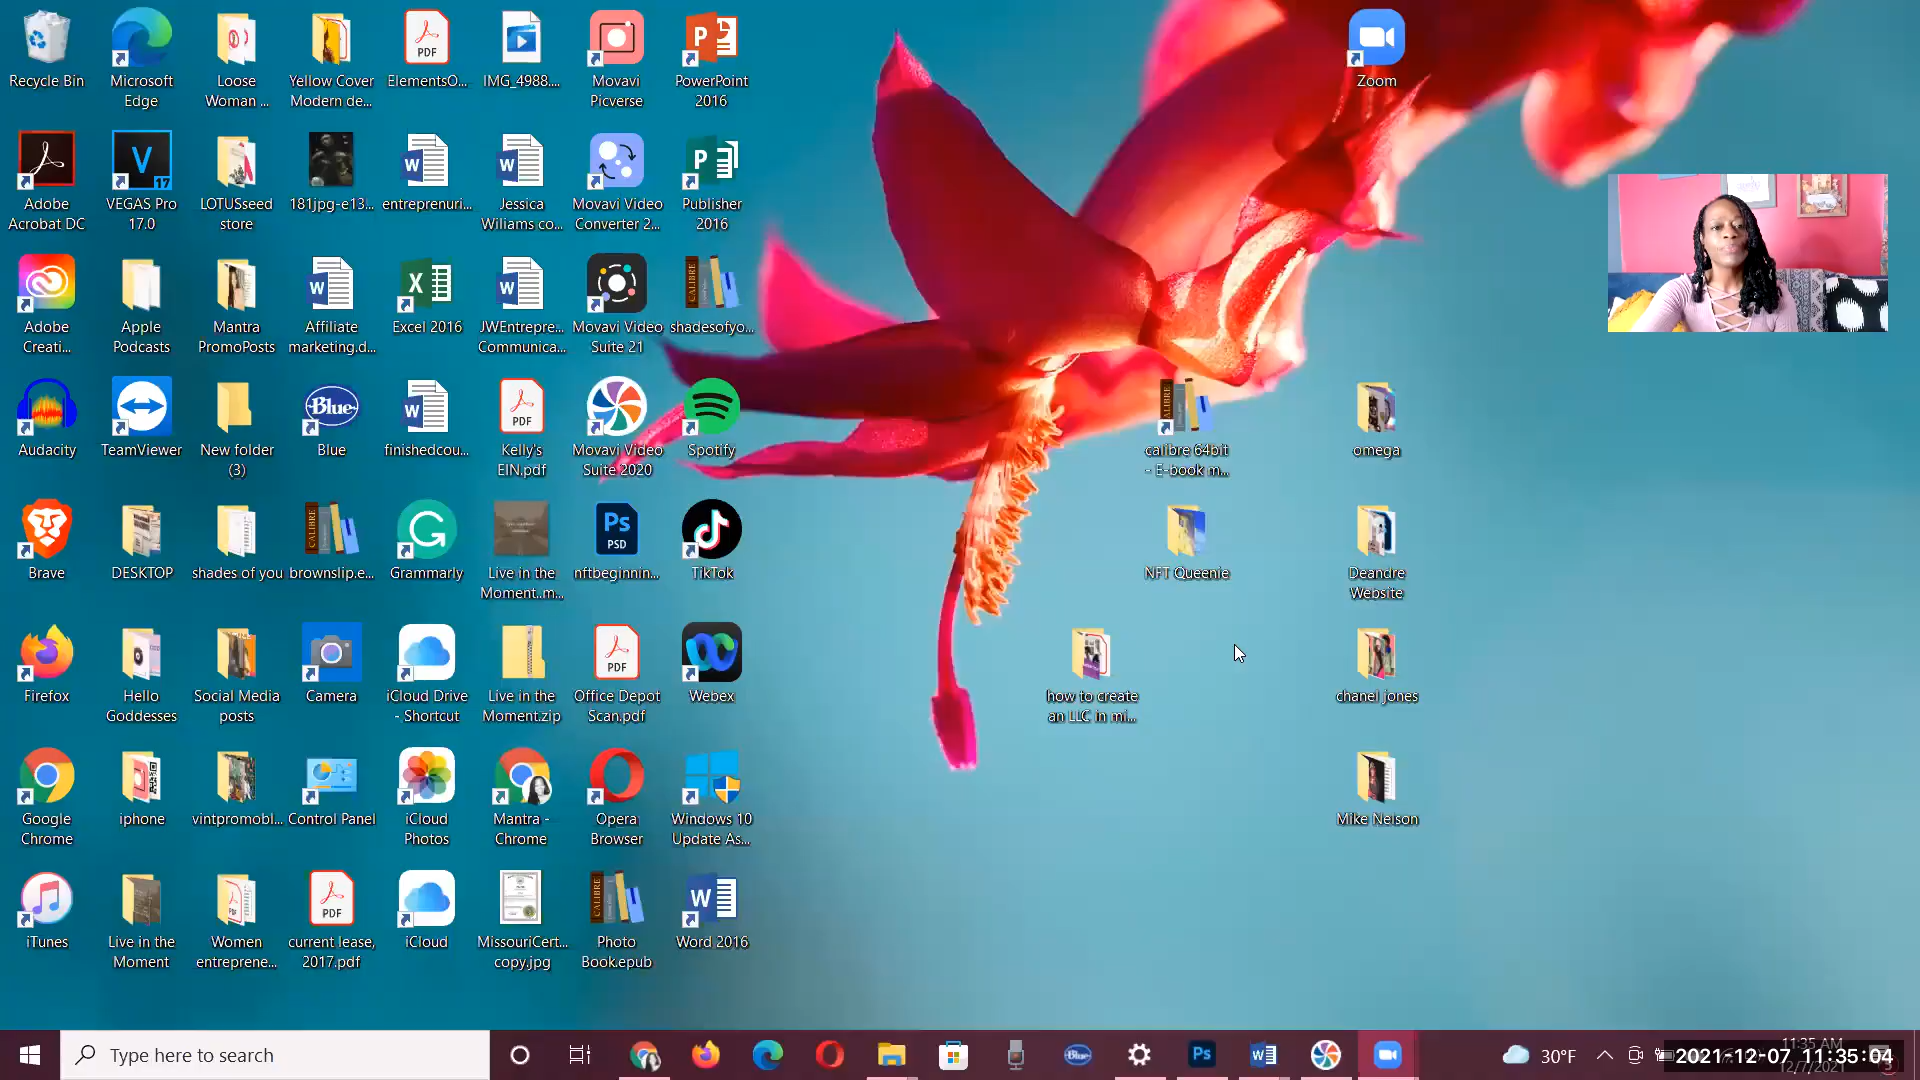 Recycle Bin
Microsoft
Edge
Loose
Woman ...
Yellow Cover
Modern de...
ElementsO...
IMG_4988....
Movavi
Picverse
PowerPoint
2016
Zoom
Adobe
Acrobat DC
VEGAS Pro
17.0
LOTUSseed
store
181jpg-e13...
entreprenuri...
Jessica
Wiliams co...
Movavi Video
Converter 2...
Publisher
2016
Adobe
Creati...
Apple
Podcasts
Mantra
PromoPosts
Affiliate
marketing.d...
Excel 2016
JWEntrepre...
Communica...
Movavi Video
Suite 21
shadesofyo...
Audacity
TeamViewer
New folder
(3)
Blue
finishedcou...
Kelly's
EIN.pdf
Movavi Video
Suite 2020
Spotify
calibre 64bit
- E-book m...
omega
Brave
DESKTOP
shades of you
brownslip.e...
Grammarly
Live in the
Moment..m...
nftbeginnin...
TikTok
NFT Queenie
Deandre
Website
Firefox
Hello
Goddesses
Social Media
posts
Camera
iCloud Drive
- Shortcut
Live in the
Moment.zip
Office Depot
Scan.pdf
Webex
how to create
an LLC in mi...
chanel jones
Google
Chrome
iphone
vintpromobl...
Control Panel
iCloud
Photos
Mantra -
Chrome
Opera
Browser
Windows 10
Update As...
Mike Nelson
iTunes
Live in the
Moment
Women
entreprene...
current lease,
2017.pdf
iCloud
MissouriCert...
copy.jpg
Photo
Book.epub
Word 2016
Type here to search
30°F
11:35 AM
12/7/2021
2021-12-07 11:35:04